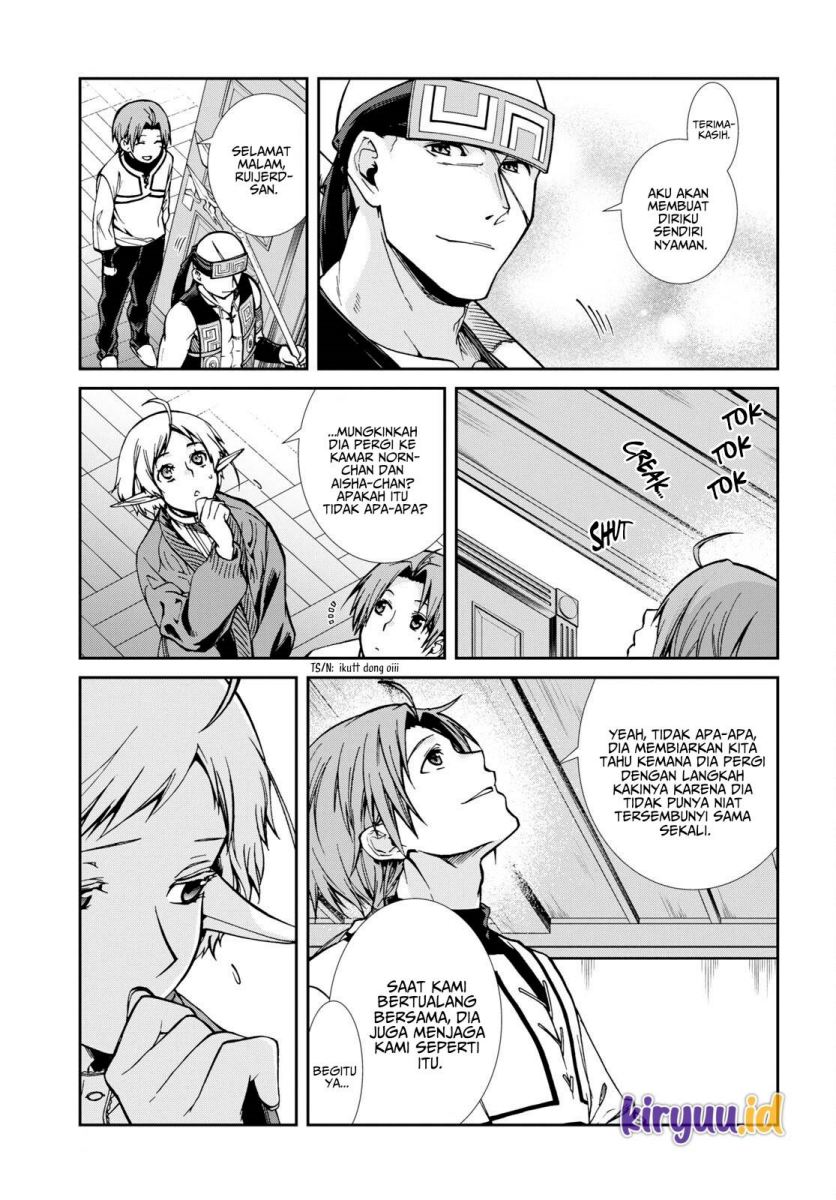 TERIMA-
KASIH.
AKU AKAN
MEMBUAT
DIRIKU
SENDIRI
NYAMAN.
SELAMAT
MALAM,
RUIJERD-
SAN.
TOK
TOK
TOK
CREAK..
SHUT
...MUNGKINKAH
DIA PERGI KE
KAMAR NORN-
CHAN DAN
AISHA-CHAN?
APAKAH ITU
TIDAK APA-APA?
TS/N: ikutt dong oiii
YEAH, TIDAK APA-APA,
DIA MEMBIARKAN KITA
TAHU KEMANA DIA PERGI
DENGAN LANGKAH
KAKINYA KARENA DIA
TIDAK PUNYA NIAT
TERSEMBUNYI SAMA
SEKALI.
SAAT KAMI
BERTUALANG
BERSAMA, DIA
JUGA MENJAGA
KAMI SEPERTI
ITU.
BEGITU
YA...
kiryuu.id